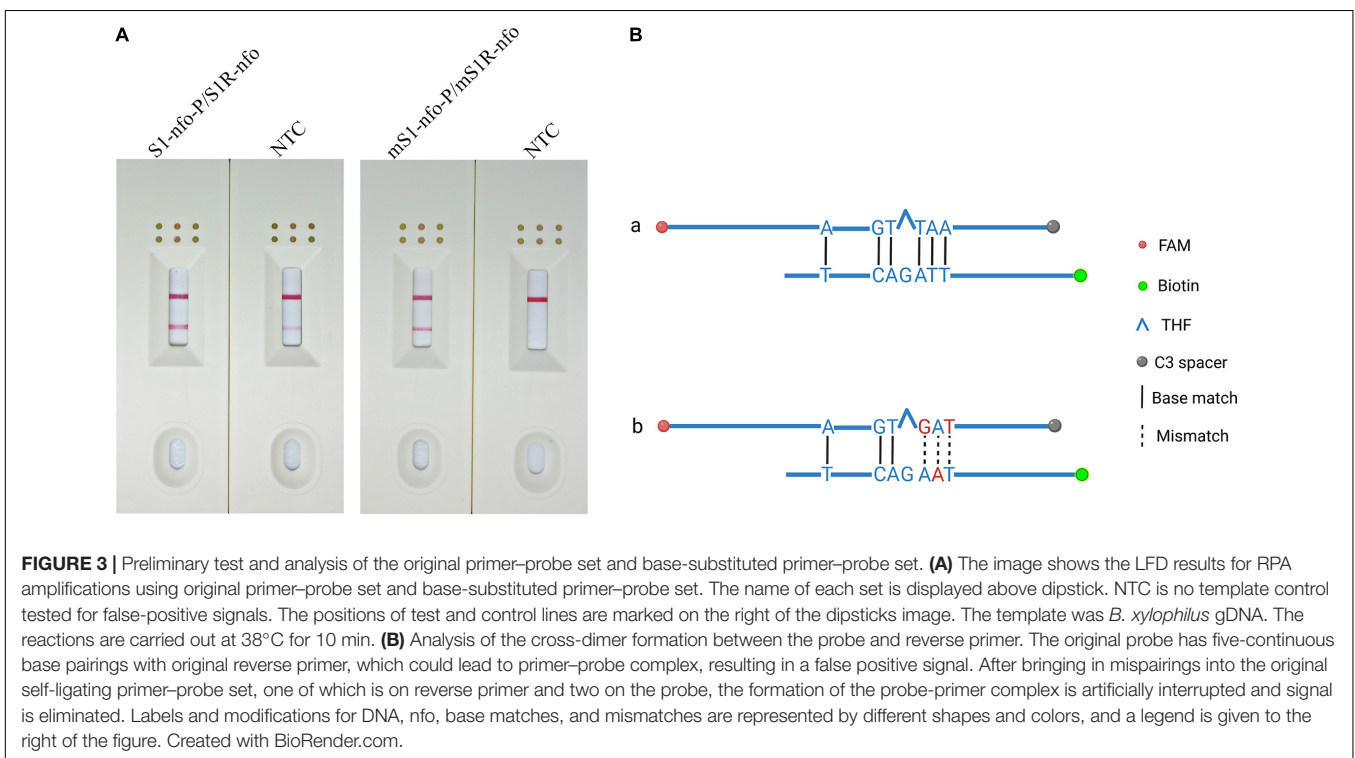 A
B
S1-nfo-P/S1R-nfo
NTC
mS1-nfo-P/mS1R-nfo
NTC
a
A GT TAA
T CAGATT
b
A GT GAT
T CAGAAT
FAM
Biotin
THF
C3 spacer
Base match
Mismatch
FIGURE 3 | Preliminary test and analysis of the original primer–probe set and base-substituted primer–probe set. (A) The image shows the LFD results for RPA
amplifications using original primer–probe set and base-substituted primer–probe set. The name of each set is displayed above dipstick. NTC is no template control
tested for false-positive signals. The positions of test and control lines are marked on the right of the dipsticks image. The template was B. xylophilus gDNA. The
reactions are carried out at 38°C for 10 min. (B) Analysis of the cross-dimer formation between the probe and reverse primer. The original probe has five-continuous
base pairings with original reverse primer, which could lead to primer–probe complex, resulting in a false positive signal. After bringing in mispairings into the original
self-ligating primer–probe set, one of which is on reverse primer and two on the probe, the formation of the probe-primer complex is artificially interrupted and signal
is eliminated. Labels and modifications for DNA, nfo, base matches, and mismatches are represented by different shapes and colors, and a legend is given to the
right of the figure. Created with BioRender.com.